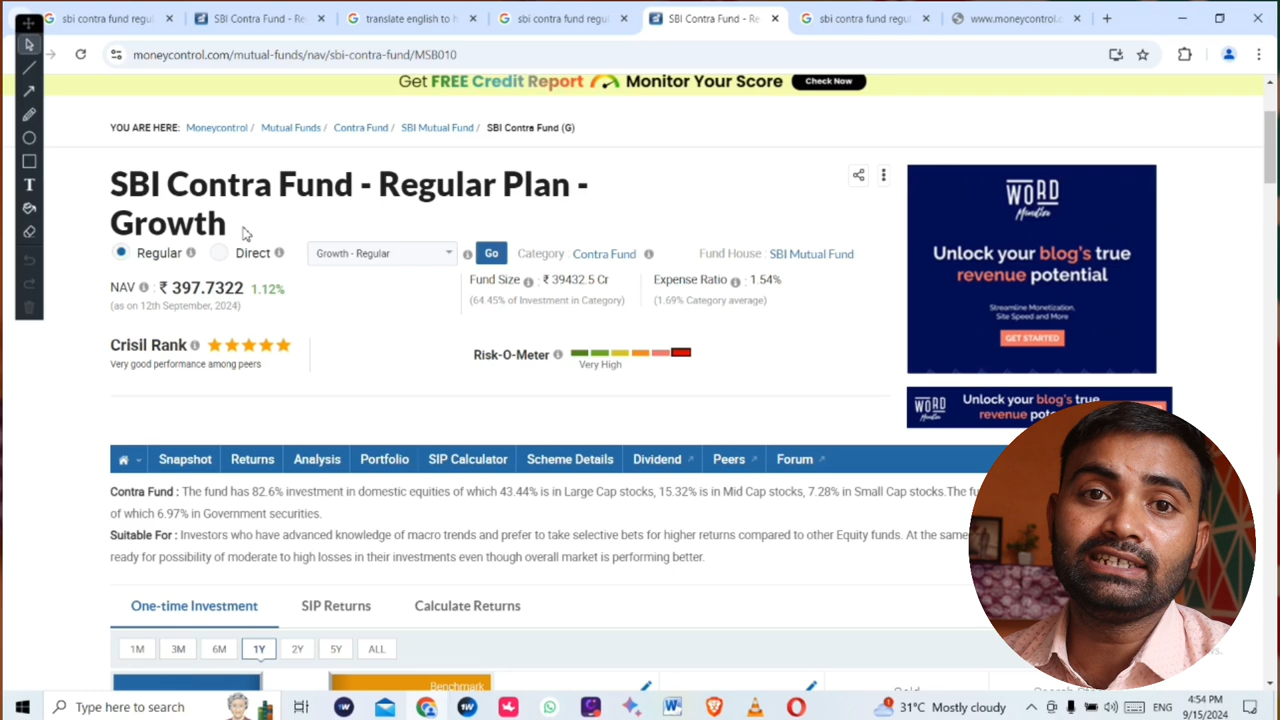 sbi contra fund regul
SBI Contra Fund - Re
translate english to
sbi contra fund regu
SBI Contra Fund - Re
sbi contra fund regul
www.moneycontrol.c
moneycontrol.com/mutual-funds/nav/sbi-contra-fund/MSB010
Get FREE Credit Report Monitor Your Score Check Now
YOU ARE HERE: Moneycontrol / Mutual Funds / Contra Fund / SBI Mutual Fund / SBI Contra Fund (G)
SBI Contra Fund - Regular Plan -
Growth
Regular Direct Growth - Regular Go Category Contra Fund Fund House : SBI Mutual Fund
NAV : ₹ 397.7322 1.12%
(as on 12th September, 2024)
Fund Size : ₹ 39432.5 Cr
(64.45% of Investment in Category)
Expense Ratio : 1.54%
(1.69% Category average)
Crisil Rank
Very good performance among peers
Risk-O-Meter
Very High
WORD
Monetize
Unlock your blog's true
revenue potential
Streamline Monetization,
Site Speed and More
GET STARTED
WORD
Unlock your blog's true
revenue pot
Snapshot Returns Analysis Portfolio SIP Calculator Scheme Details Dividend Peers Forum
Contra Fund : The fund has 82.6% investment in domestic equities of which 43.44% is in Large Cap stocks, 15.32% is in Mid Cap stocks, 7.28% in Small Cap stocks.The fu
of which 6.97% in Government securities.
Suitable For : Investors who have advanced knowledge of macro trends and prefer to take selective bets for higher returns compared to other Equity funds. At the same
ready for possibility of moderate to high losses in their investments even though overall market is performing better.
One-time Investment SIP Returns Calculate Returns
1M 3M 6M 1Y 2Y 5Y ALL
Benchmark
T
Type here to search
31°C Mostly cloudy
ENG
4:54 PM
9/15/2024